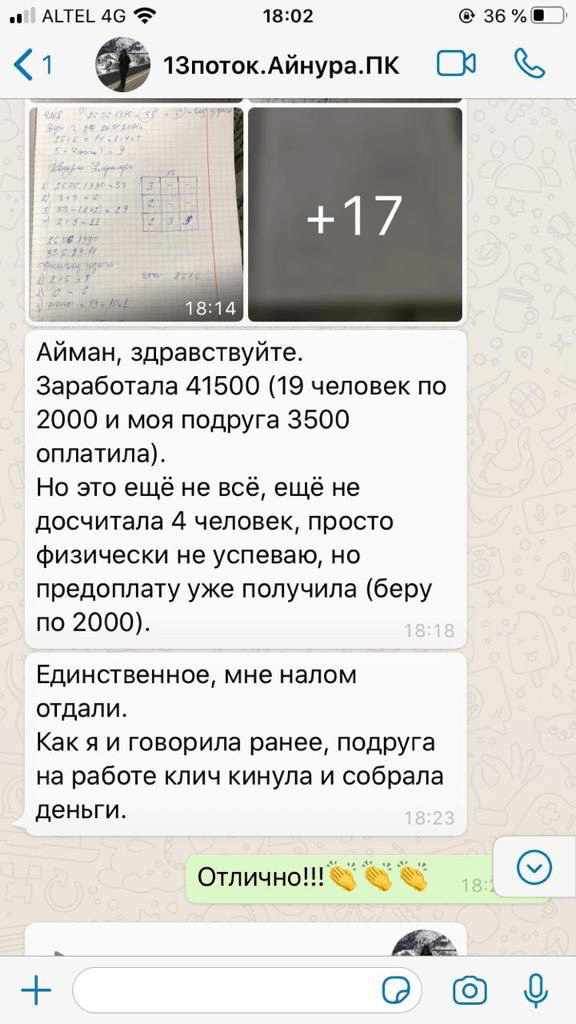 ALTEL 4G 18:02 36 %
1 13поток.Айнура.ПК
+17
18:14
Айман, здравствуйте.
Заработала 41500 (19 человек по
2000 и моя подруга 3500
оплатила).
Но это ещё не всё, ещё не
досчитала 4 человек, просто
физически не успеваю, но
предоплату уже получила (беру
по 2000).
18:18
Единственное, мне налом
отдали.
Как я и говорила ранее, подруга
на работе клич кинула и собрала
деньги.
18:23
Отлично!!!👏👏👏